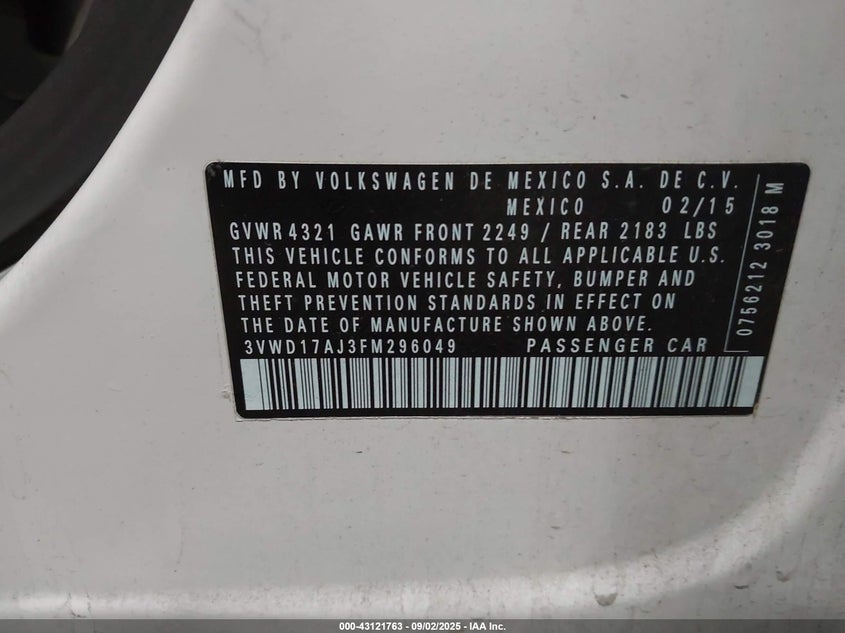 MFD BY VOLKSWAGEN DE MEXICO S.A. DE C.V.
MEXICO 02/15
GVWR 4321 GAWR FRONT 2249 / REAR 2183 LBS
THIS VEHICLE CONFORMS TO ALL APPLICABLE U.S.
FEDERAL MOTOR VEHICLE SAFETY, BUMPER AND
THEFT PREVENTION STANDARDS IN EFFECT ON
THE DATE OF MANUFACTURE SHOWN ABOVE.
3VWD17AJ3FM296049 PASSENGER CAR
0756212 3018 M
000-43121763 - 09/02/2025 - IAA Inc.